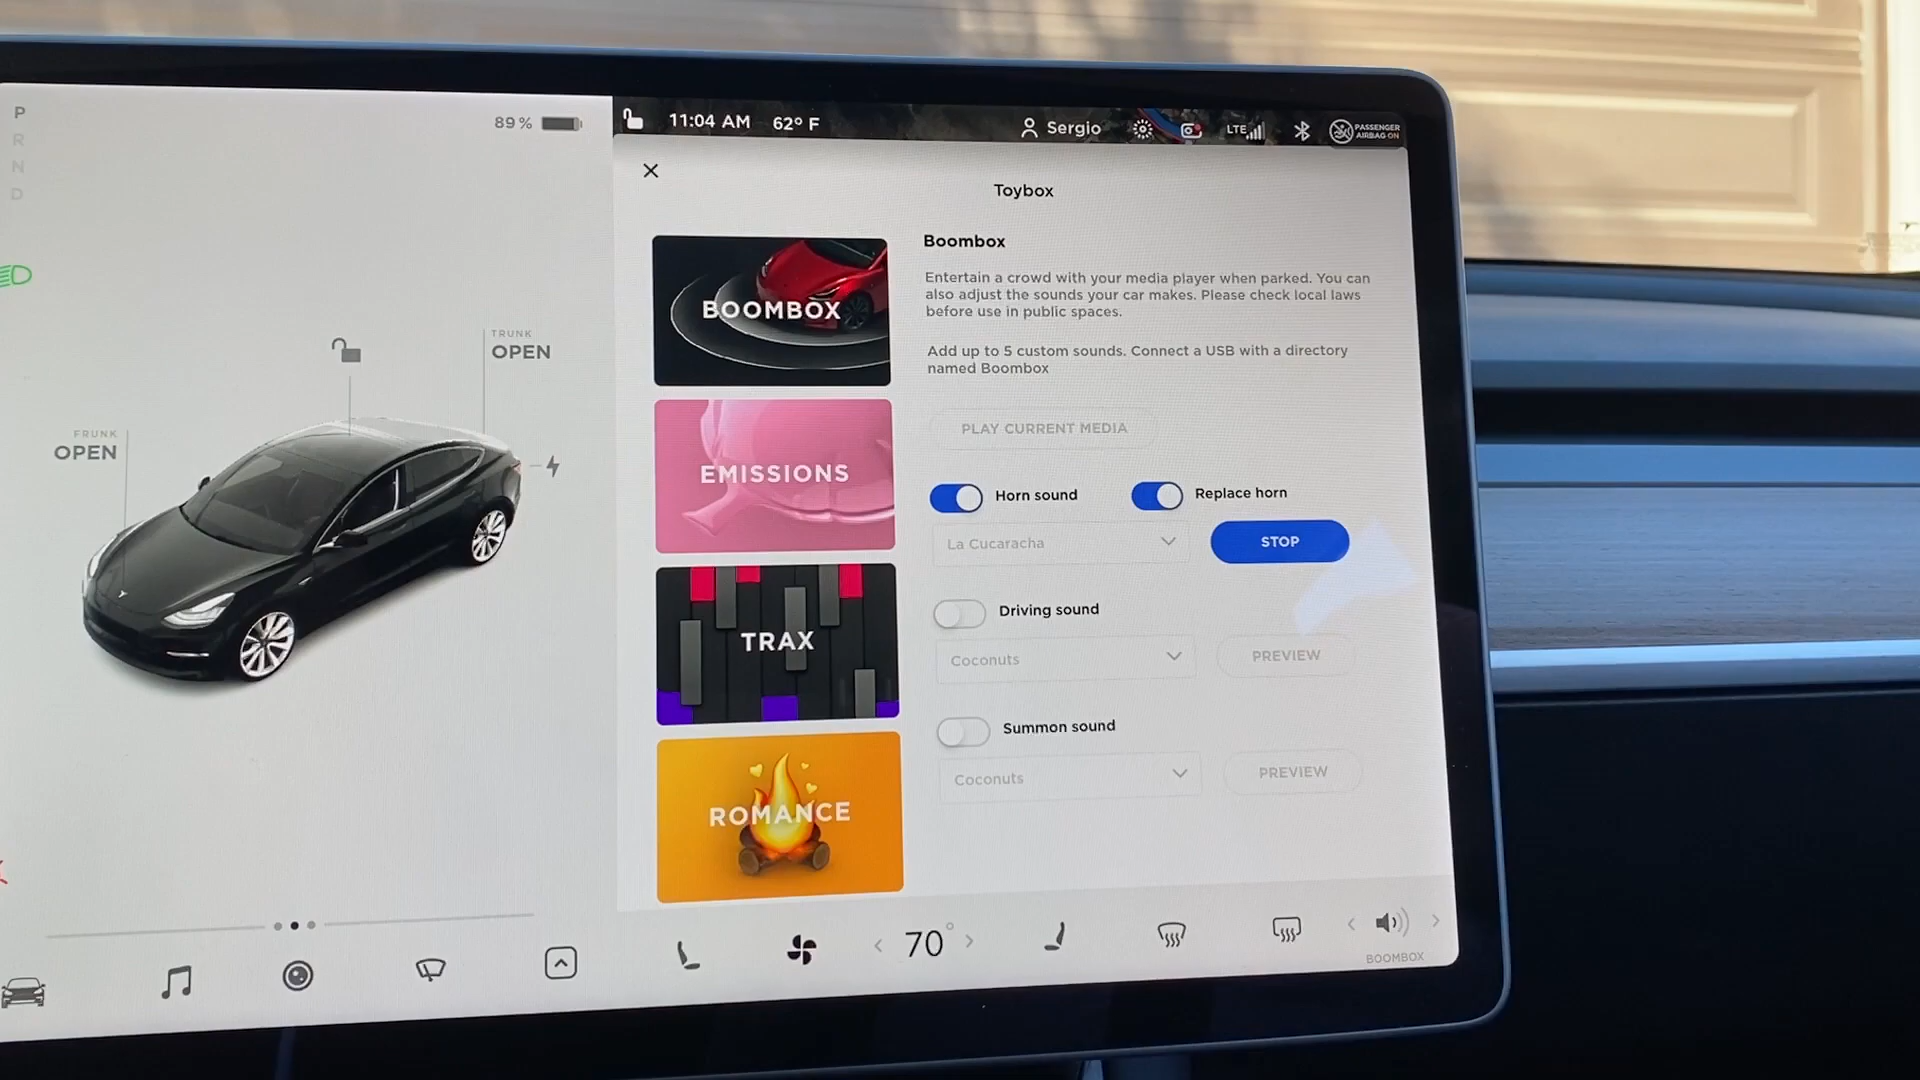 P
R
N
D
89 %
11:04 AM
62° F
Sergio
LTE
PASSENGER
AIRBAG ON
Toybox
TRUNK
OPEN
FRUNK
OPEN
BOOMBOX
EMISSIONS
TRAX
ROMANCE
Boombox
Entertain a crowd with your media player when parked. You can
also adjust the sounds your car makes. Please check local laws
before use in public spaces.
Add up to 5 custom sounds. Connect a USB with a directory
named Boombox
PLAY CURRENT MEDIA
Horn sound
Replace horn
La Cucaracha
STOP
Driving sound
Coconuts
PREVIEW
Summon sound
Coconuts
PREVIEW
70°
BOOMBOX